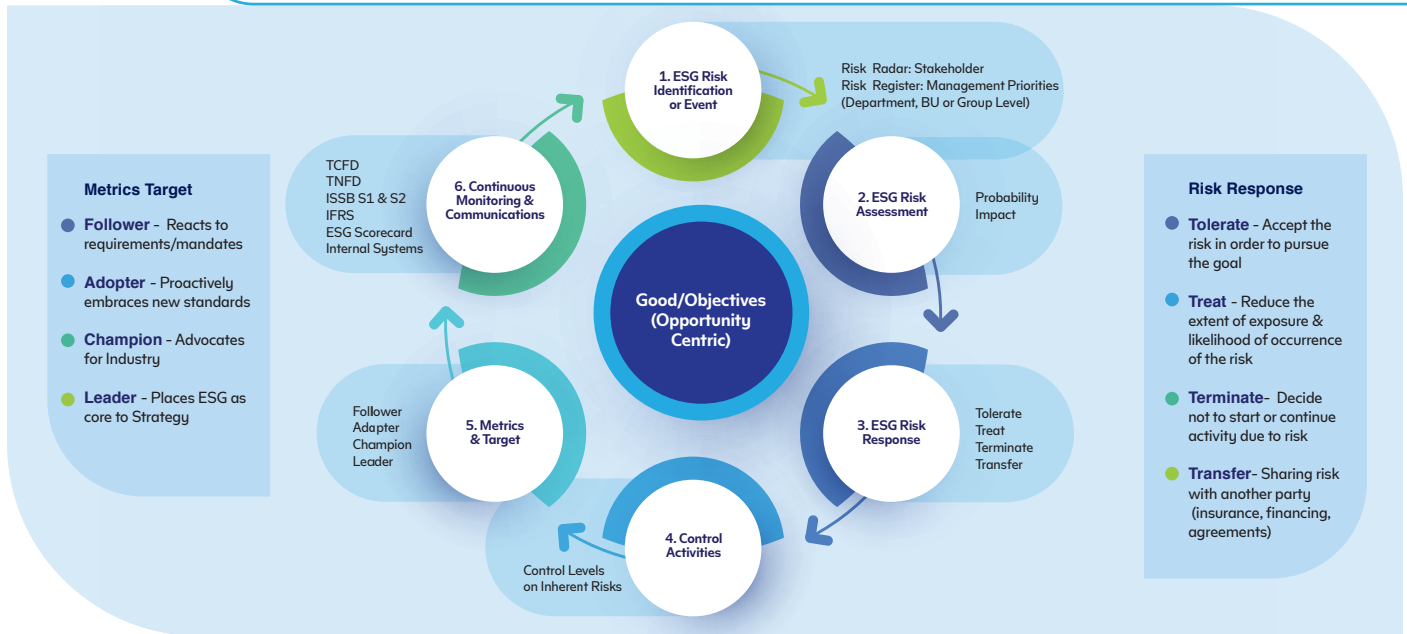 1. ESG Risk
Identification
or Event
Risk Radar: Stakeholder
Risk Register: Management Priorities
(Department, BU or Group Level)
2. ESG Risk
Assessment
Probability
Impact
3. ESG Risk
Response
Tolerate
Treat
Terminate
Transfer
4. Control
Activities
Control Levels
on Inherent Risks
5. Metrics
& Target
Follower
Adapter
Champion
Leader
6. Continuous
Monitoring &
Communications
TCFD
TNFD
ISSB S1 & S2
IFRS
ESG Scorecard
Internal Systems
Good/Objectives
(Opportunity
Centric)
Metrics Target
Follower - Reacts to
requirements/mandates
Adopter - Proactively
embraces new standards
Champion - Advocates
for Industry
Leader - Places ESG as
core to Strategy
Risk Response
Tolerate - Accept the
risk in order to pursue
the goal
Treat - Reduce the
extent of exposure &
likelihood of occurrence
of the risk
Terminate- Decide
not to start or continue
activity due to risk
Transfer- Sharing risk
with another party
(insurance, financing,
agreements)